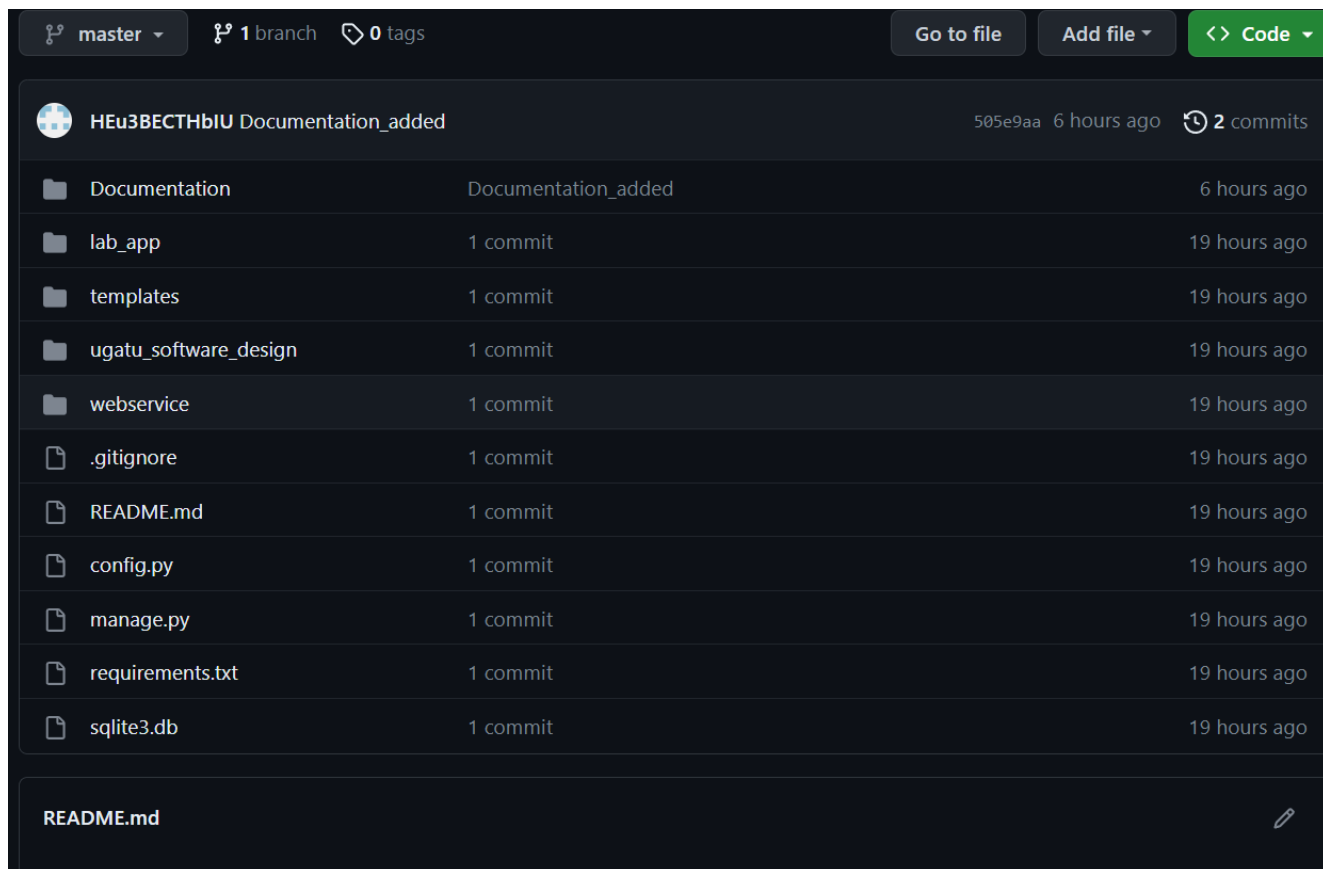 master 1 branch 0 tags Go to file Add file <> Code
HEu3BECTHbIU Documentation_added 505e9aa 6 hours ago 2 commits
Documentation Documentation_added 6 hours ago
lab_app 1 commit 19 hours ago
templates 1 commit 19 hours ago
ugatu_software_design 1 commit 19 hours ago
webservice 1 commit 19 hours ago
.gitignore 1 commit 19 hours ago
README.md 1 commit 19 hours ago
config.py 1 commit 19 hours ago
manage.py 1 commit 19 hours ago
requirements.txt 1 commit 19 hours ago
sqlite3.db 1 commit 19 hours ago
README.md